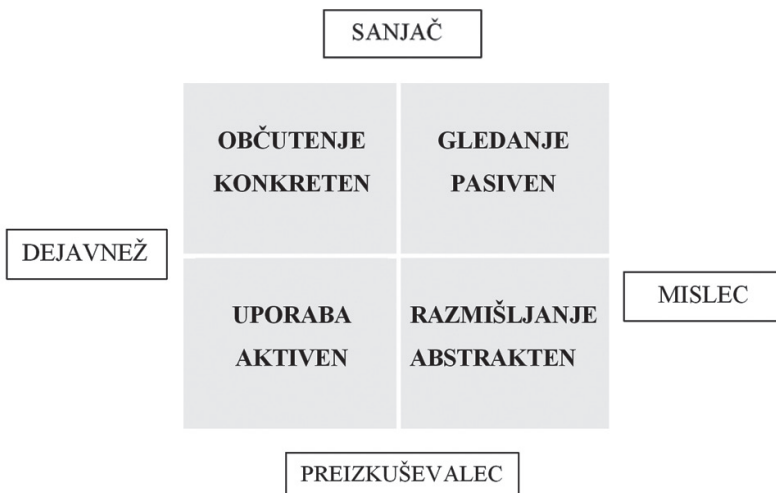 SANJAČ
OBČUTENJE
KONKRETEN
GLEDANJE
PASIVEN
DEJAVNEŽ
MISLEC
UPORABA
AKTIVEN
RAZMIŠLJANJE
ABSTRAKTEN
PREIZKUŠEVALEC